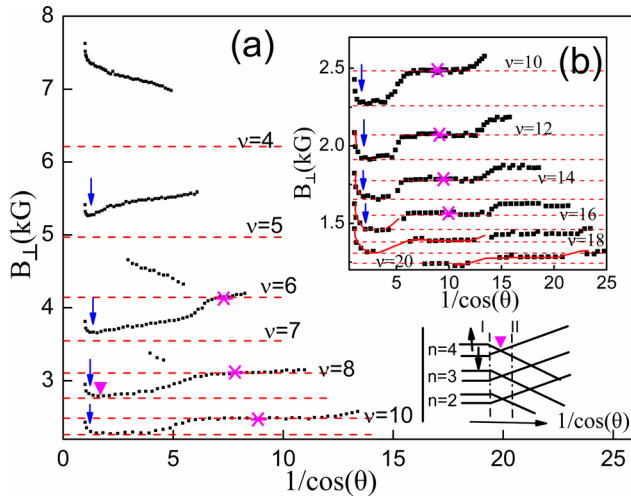 8
7
6
5
4
3
2
B⊥(kG)
0
5
10
15
20
25
1/cos(θ)
(a)
ν=4
ν=5
ν=6
ν=7
ν=8
ν=10
(b)
2.5
2.0
1.5
B⊥(kG)
ν=10
ν=12
ν=14
ν=16
ν=18
ν=20
0
5
10
15
20
25
1/cos(θ)
I
II
n=4
n=3
n=2
1/cos(θ)